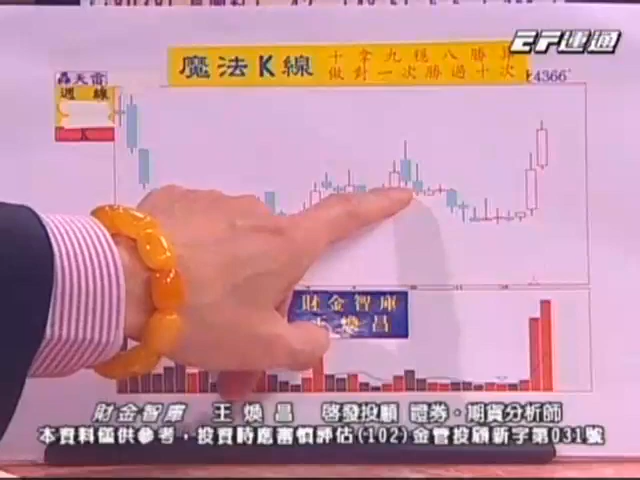 EF運通
魔法K線
十拿九穩八勝算
做對一次勝過十次
4366
轟天雷
週線
K
財金智庫
王煥昌
財金智庫 王煥昌 啓發投顧 證券・期貨分析師
本資料僅供參考，投資時應審慎評估(102)金管投顧新字第031號